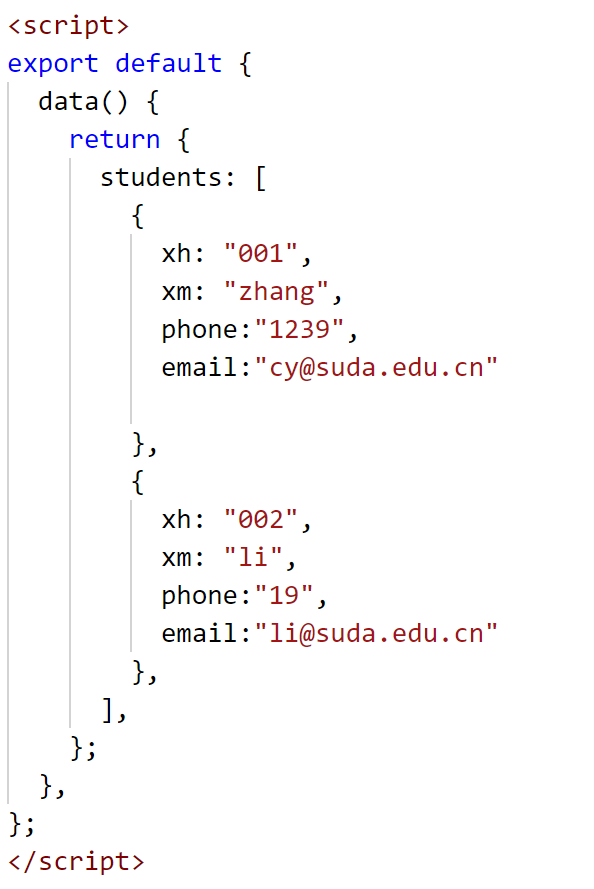 <script>
export default {
  data() {
    return {
      students: [
        {
          xh: "001",
          xm: "zhang",
          phone:"1239",
          email:"cy@suda.edu.cn"
        },
        {
          xh: "002",
          xm: "li",
          phone:"19",
          email:"li@suda.edu.cn"
        },
      ],
    };
  },
};
</script>